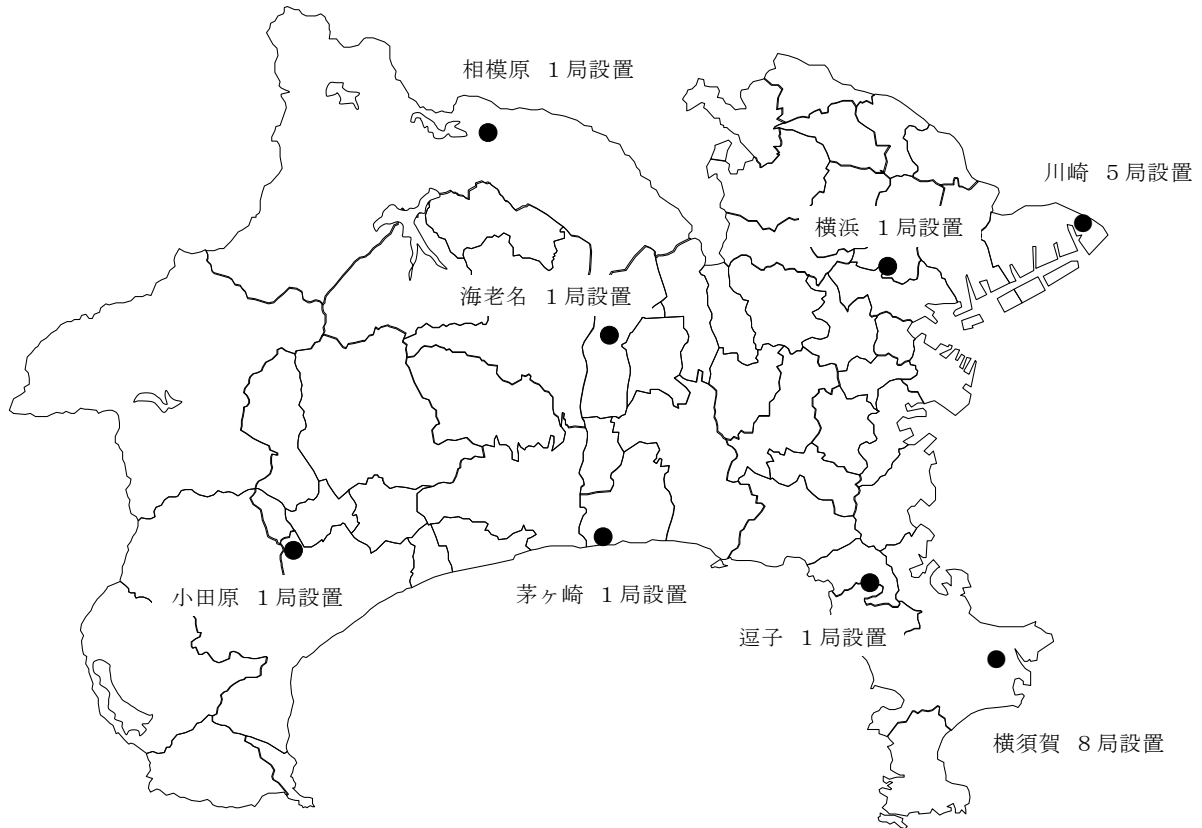 相模原 1局設置
川崎 5局設置
横浜 1局設置
海老名 1局設置
小田原 1局設置
茅ヶ崎 1局設置
逗子 1局設置
横須賀 8局設置